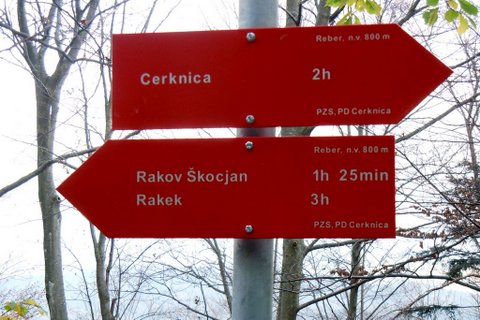 Reber, n.v. 800 m
Cerknica 2h
PZS, PD Cerknica
Reber, n.v. 800 m
Rakov Škocjan 1h 25min
Rakek 3h
PZS, PD Cerknica